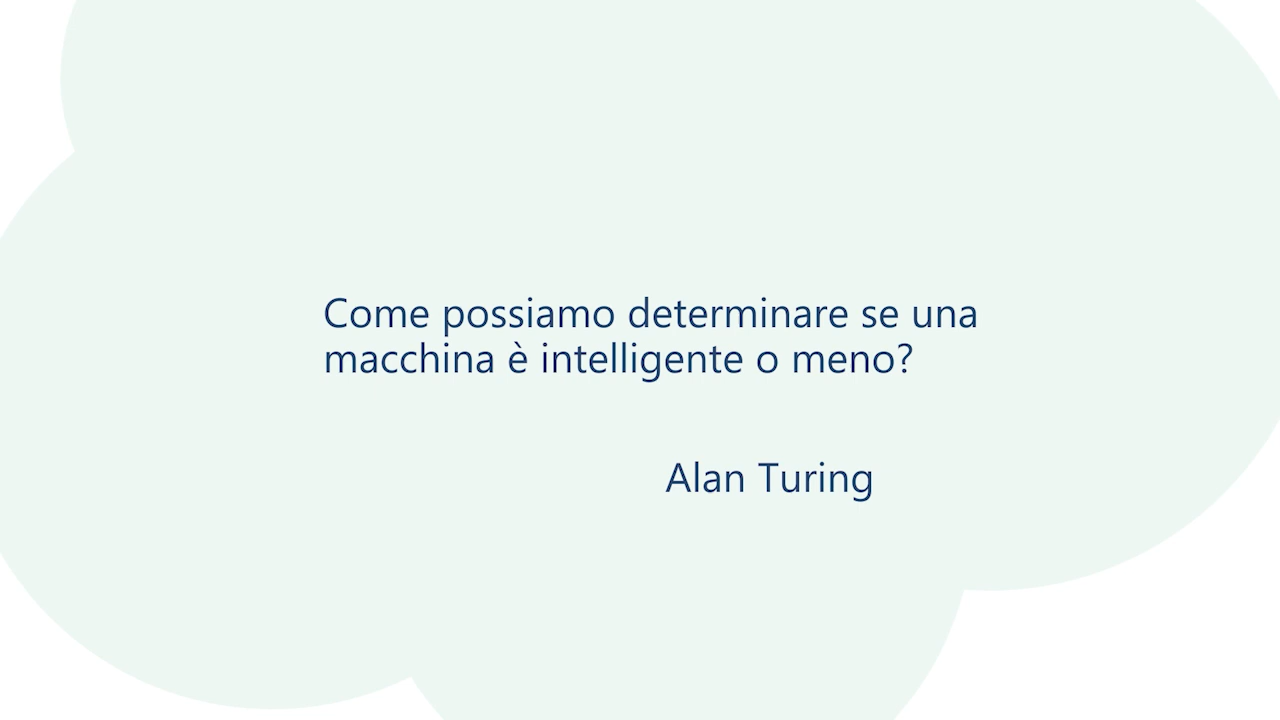 Come possiamo determinare se una
macchina è intelligente o meno?
Alan Turing